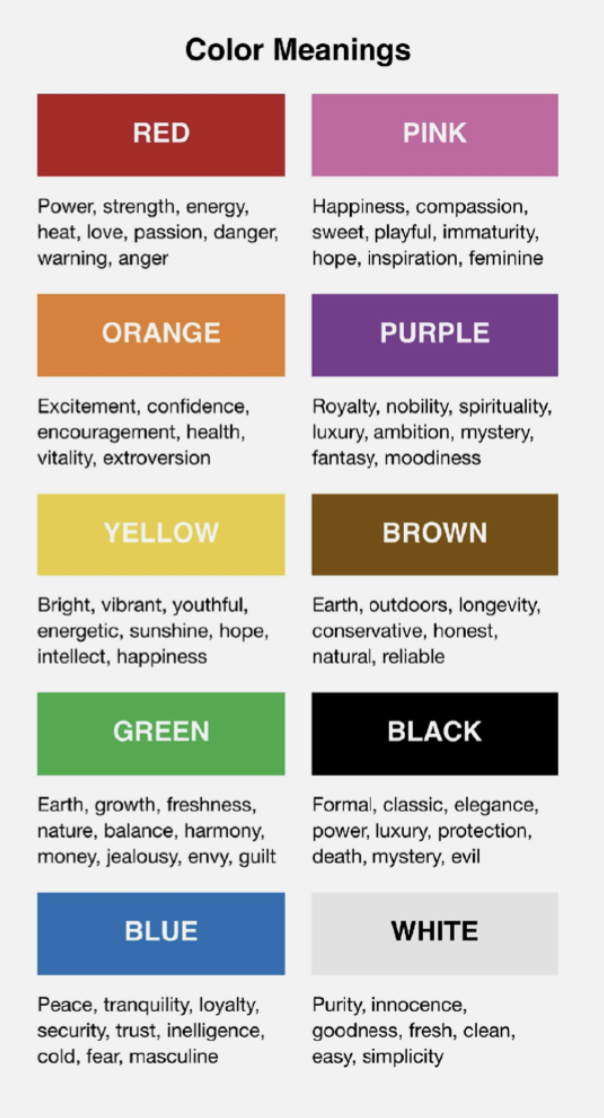 Color Meanings
RED
Power, strength, energy,
heat, love, passion, danger,
warning, anger
PINK
Happiness, compassion,
sweet, playful, immaturity,
hope, inspiration, feminine
ORANGE
Excitement, confidence,
encouragement, health,
vitality, extroversion
PURPLE
Royalty, nobility, spirituality,
luxury, ambition, mystery,
fantasy, moodiness
YELLOW
Bright, vibrant, youthful,
energetic, sunshine, hope,
intellect, happiness
BROWN
Earth, outdoors, longevity,
conservative, honest,
natural, reliable
GREEN
Earth, growth, freshness,
nature, balance, harmony,
money, jealousy, envy, guilt
BLACK
Formal, classic, elegance,
power, luxury, protection,
death, mystery, evil
BLUE
Peace, tranquility, loyalty,
security, trust, inelligence,
cold, fear, masculine
WHITE
Purity, innocence,
goodness, fresh, clean,
easy, simplicity